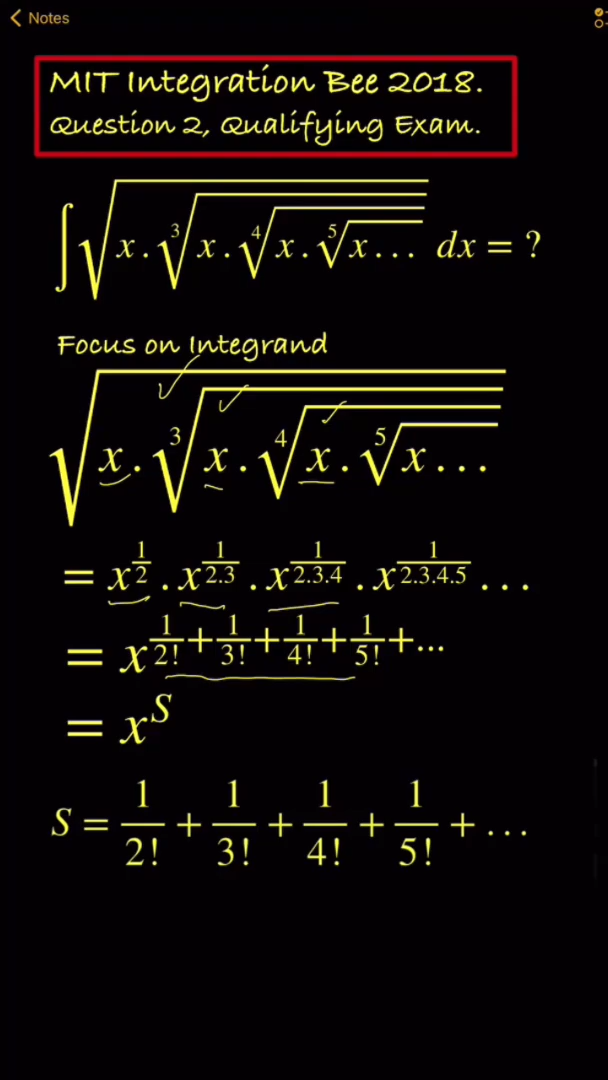 Notes
MIT Integration Bee 2018.
Question 2, Qualifying Exam.
∫√(x.∛(x.∜(x.⁵√(x...)))) dx = ?
Focus on Integrand
√(x.∛(x.∜(x.⁵√(x...))))
= x^(1/2) . x^(1/2.3) . x^(1/2.3.4) . x^(1/2.3.4.5) ...
= x^(1/2! + 1/3! + 1/4! + 1/5! + ...)
= x^S
S = 1/2! + 1/3! + 1/4! + 1/5! + ...